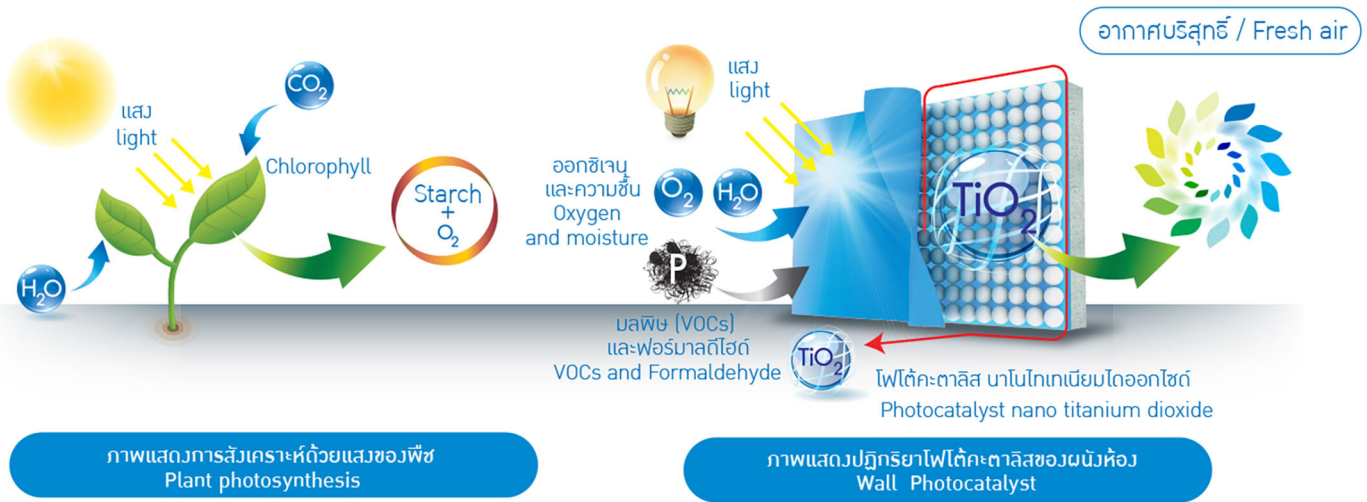 แสง
light
CO2
Chlorophyll
H2O
Starch
+
O2
ภาพแสดงการสังเคราะห์ด้วยแสงของพืช
Plant photosynthesis
อากาศบริสุทธิ์ / Fresh air
แสง
light
ออกซิเจน
และความชื้น
Oxygen
and moisture
O2
H2O
P
มลพิษ (VOCs)
และฟอร์มาลดีไฮด์
VOCs and Formaldehyde
TiO2
TiO2
โฟโต้คะตาลิส นาโนไทเทเนียมไดออกไซด์
Photocatalyst nano titanium dioxide
ภาพแสดงปฏิกริยาโฟโต้คะตาลิสของผนังห้อง
Wall Photocatalyst